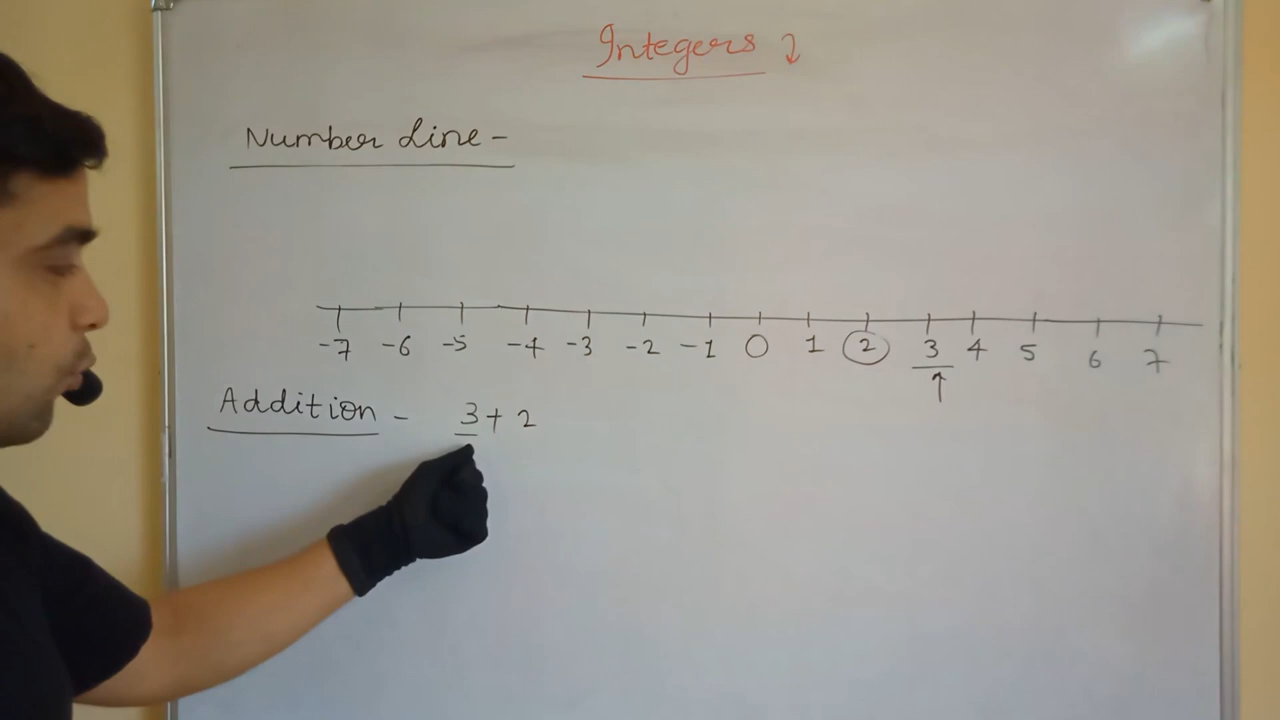 Integers ↓
Number Line -
-7 -6 -5 -4 -3 -2 -1 0 1 2 3 4 5 6 7
↑
Addition - 3 + 2